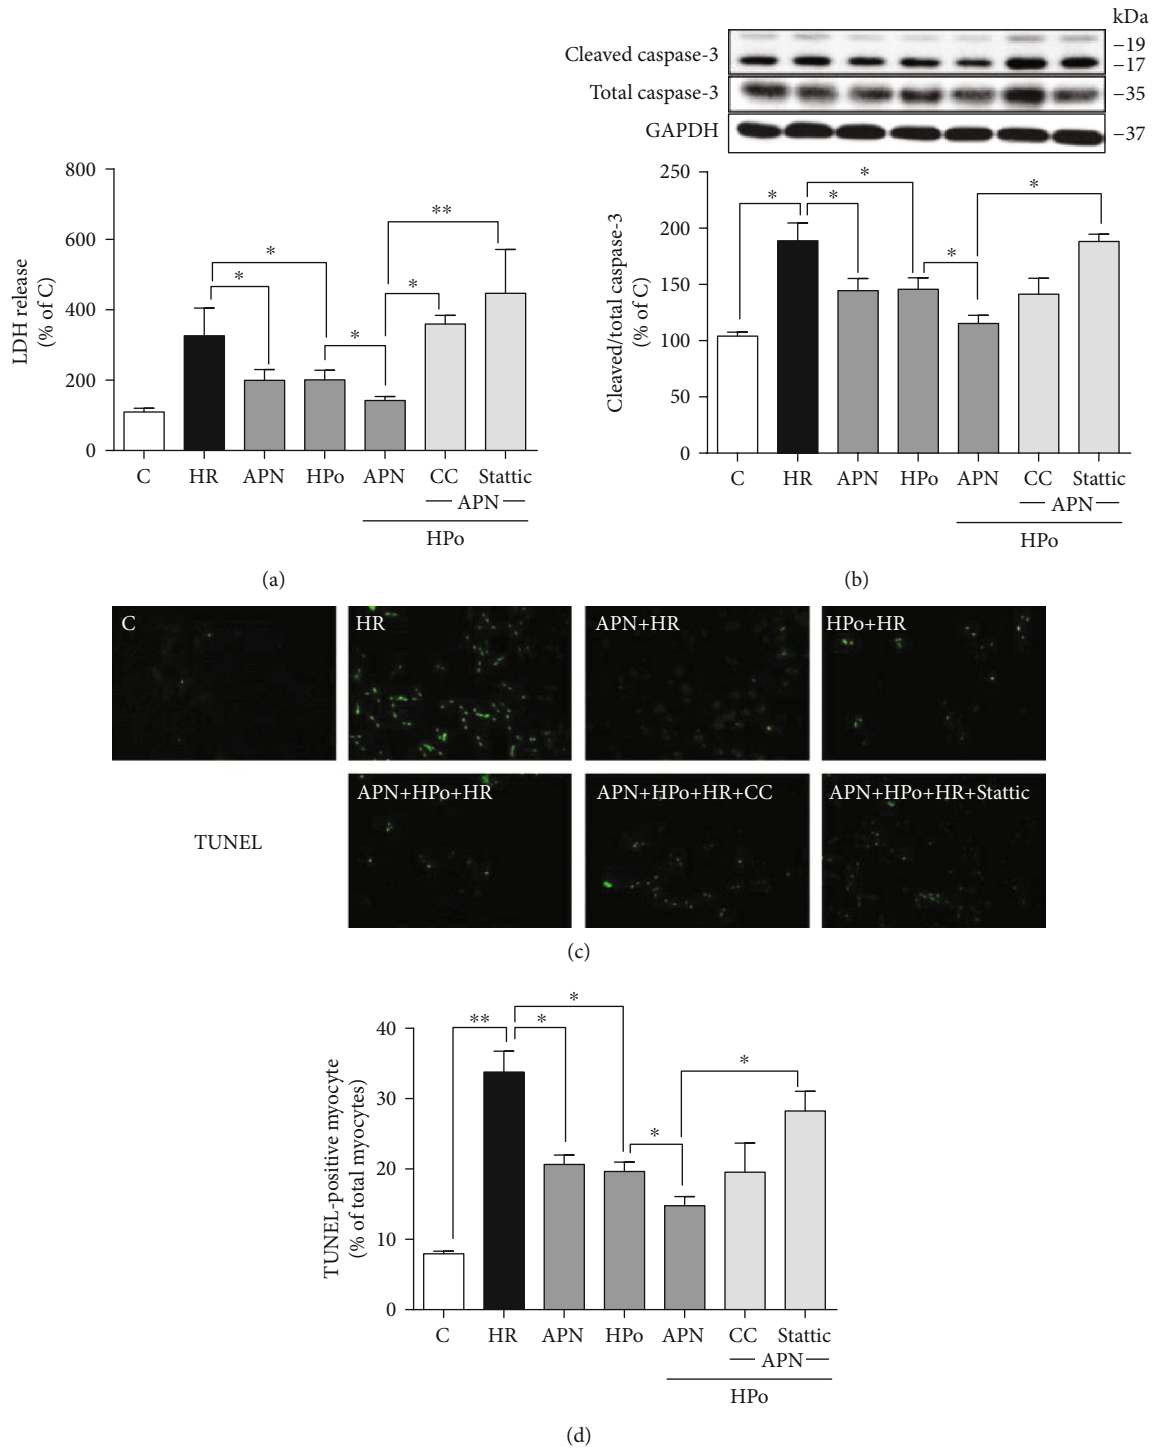 kDa
Cleaved caspase-3
−19
−17
Total caspase-3
−35
GAPDH
−37
LDH release
(% of C)
800
600
400
200
0
*
*
*
*
**
C HR APN HPo APN CC Stattic
APN
HPo
(a)
Cleaved/total caspase-3
(% of C)
250
200
150
100
50
0
*
*
*
*
*
C HR APN HPo APN CC Stattic
APN
HPo
(b)
C
HR
APN+HR
HPo+HR
TUNEL
APN+HPo+HR
APN+HPo+HR+CC
APN+HPo+HR+Stattic
(c)
TUNEL-positive myocyte
(% of total myocytes)
40
30
20
10
0
**
*
*
*
*
C HR APN HPo APN CC Stattic
APN
HPo
(d)